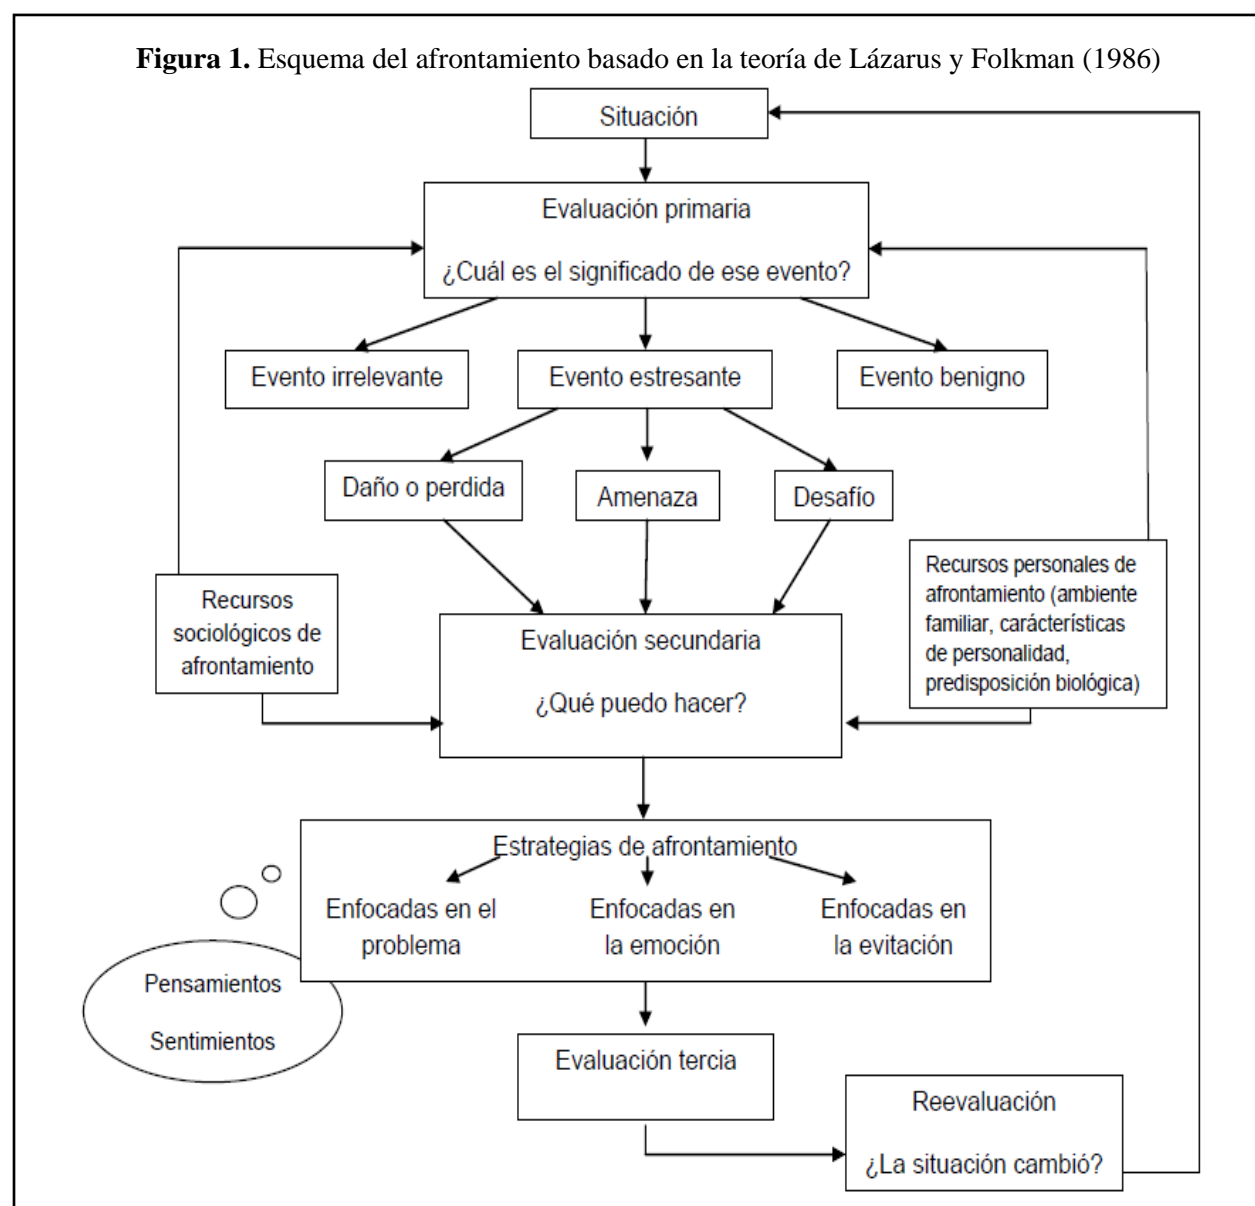 Figura 1. Esquema del afrontamiento basado en la teoría de Lázarus y Folkman (1986)
Situación
Evaluación primaria
¿Cuál es el significado de ese evento?
Evento irrelevante
Evento estresante
Evento benigno
Daño o perdida
Amenaza
Desafío
Recursos
sociológicos de
afrontamiento
Recursos personales de
afrontamiento (ambiente
familiar, carácterísticas
de personalidad,
predisposición biológica)
Evaluación secundaria
¿Qué puedo hacer?
Estrategias de afrontamiento
Enfocadas en el
problema
Enfocadas en
la emoción
Enfocadas en
la evitación
Pensamientos
Sentimientos
Evaluación tercia
Reevaluación
¿La situación cambió?